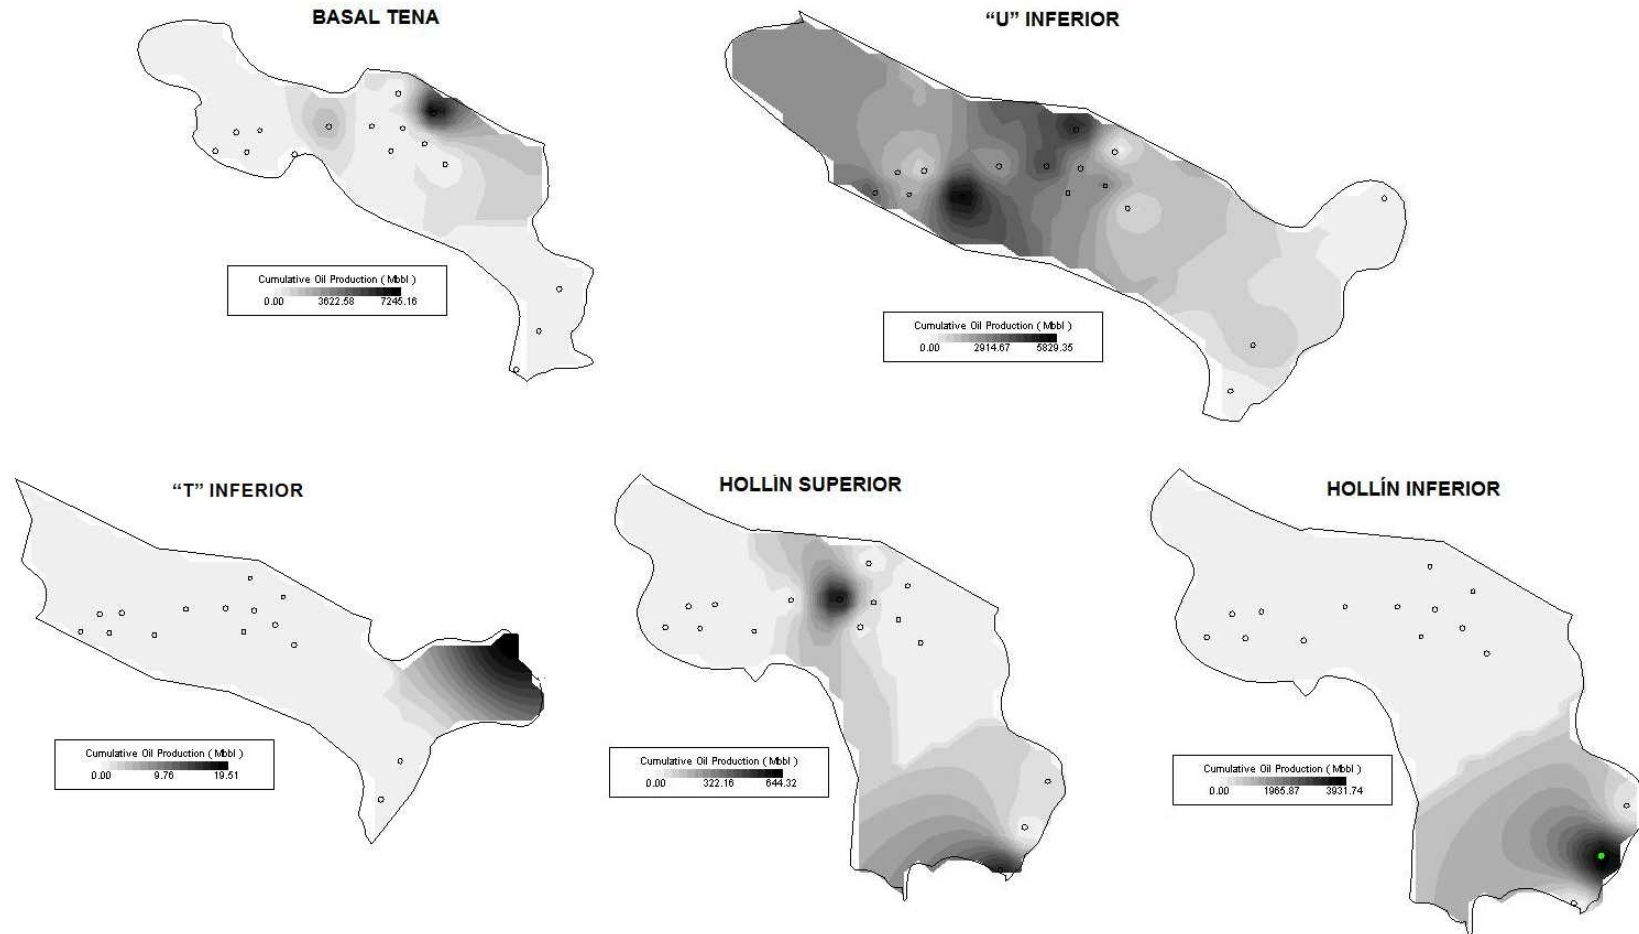 BASAL TENA
Cumulative Oil Production ( Mbbl )
0.00 3622.58 7245.16
“U” INFERIOR
Cumulative Oil Production ( Mbbl )
0.00 2914.67 5829.35
“T” INFERIOR
Cumulative Oil Production ( Mbbl )
0.00 9.76 19.51
HOLLÌN SUPERIOR
Cumulative Oil Production ( Mbbl )
0.00 322.16 644.32
HOLLÍN INFERIOR
Cumulative Oil Production ( Mbbl )
0.00 1965.87 3931.74